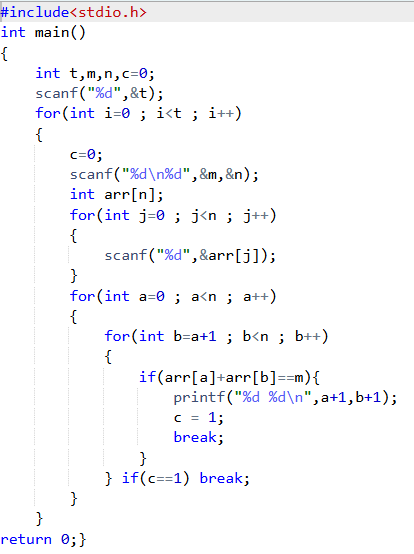 #include<stdio.h>
int main()
{
    int t,m,n,c=0;
    scanf("%d",&t);
    for(int i=0 ; i<t ; i++)
    {
        c=0;
        scanf("%d\n%d",&m,&n);
        int arr[n];
        for(int j=0 ; j<n ; j++)
        {
            scanf("%d",&arr[j]);
        }
        for(int a=0 ; a<n ; a++)
        {
            for(int b=a+1 ; b<n ; b++)
            {
                if(arr[a]+arr[b]==m){
                    printf("%d %d\n",a+1,b+1);
                    c = 1;
                    break;
                }
            } if(c==1) break;
        }
    }
return 0;}